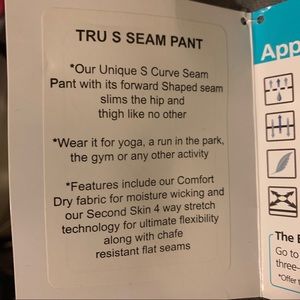 TRU S SEAM PANT
*Our Unique S Curve Seam
Pant with its forward Shaped seam
slims the hip and
thigh like no other
*Wear it for yoga, a run in the park,
the gym or any other activity
*Features include our Comfort
Dry fabric for moisture wicking and
our Second Skin 4 way stretch
technology for ultimate flexibility
along with chafe
resistant flat seams
App
The B
Go to
three-
*Offer